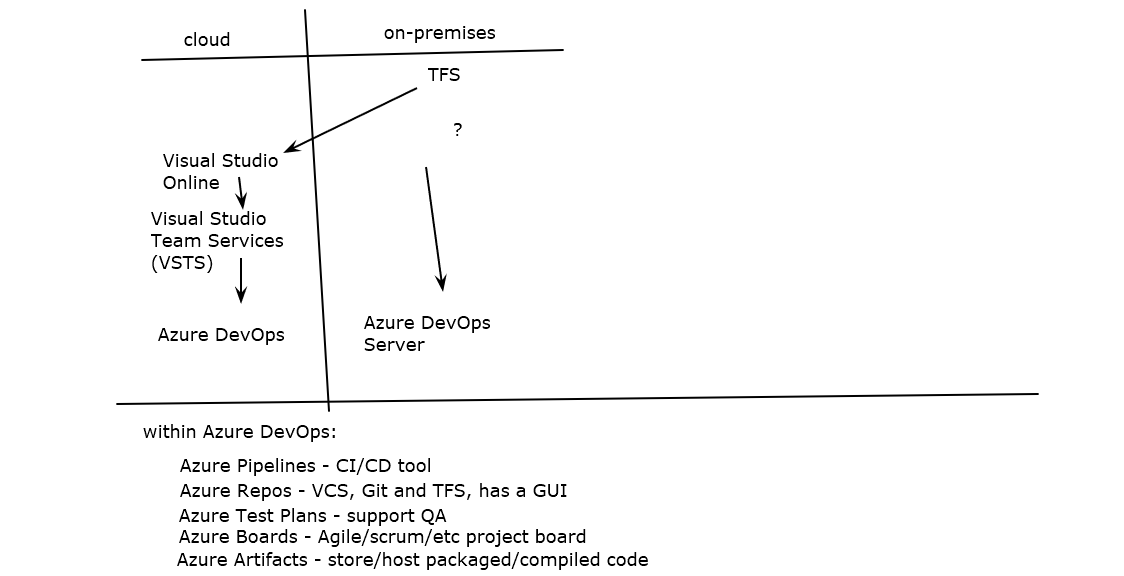 cloud
on-premises
TFS
?
Visual Studio
Online
Visual Studio
Team Services
(VSTS)
Azure DevOps
Azure DevOps
Server
within Azure DevOps:
Azure Pipelines - CI/CD tool
Azure Repos - VCS, Git and TFS, has a GUI
Azure Test Plans - support QA
Azure Boards - Agile/scrum/etc project board
Azure Artifacts - store/host packaged/compiled code